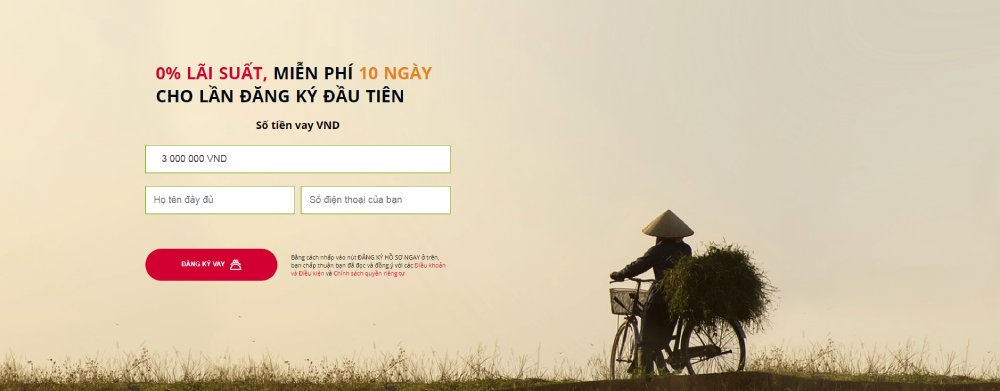 0% LÃI SUẤT, MIỄN PHÍ 10 NGÀY
CHO LẦN ĐĂNG KÝ ĐẦU TIÊN
Số tiền vay VND
3 000 000 VND
Họ tên đầy đủ
Số điện thoại của bạn
ĐĂNG KÝ VAY
Bằng cách nhấp vào nút ĐĂNG KÝ HỒ SƠ NGAY ở trên,
bạn chấp thuận bạn đã đọc và đồng ý với các Điều khoản
và Điều kiện và Chính sách quyền riêng tư